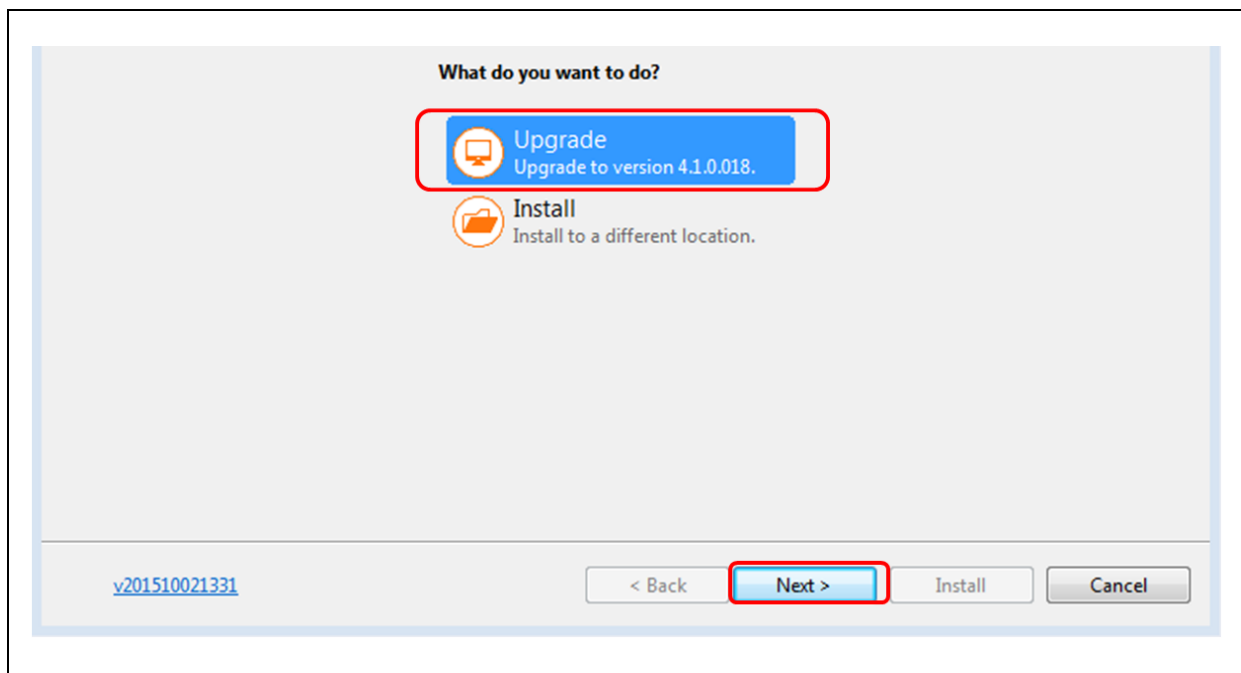 What do you want to do?
Upgrade
Upgrade to version 4.1.0.018.
Install
Install to a different location.
v201510021331
< Back
Next >
Install
Cancel